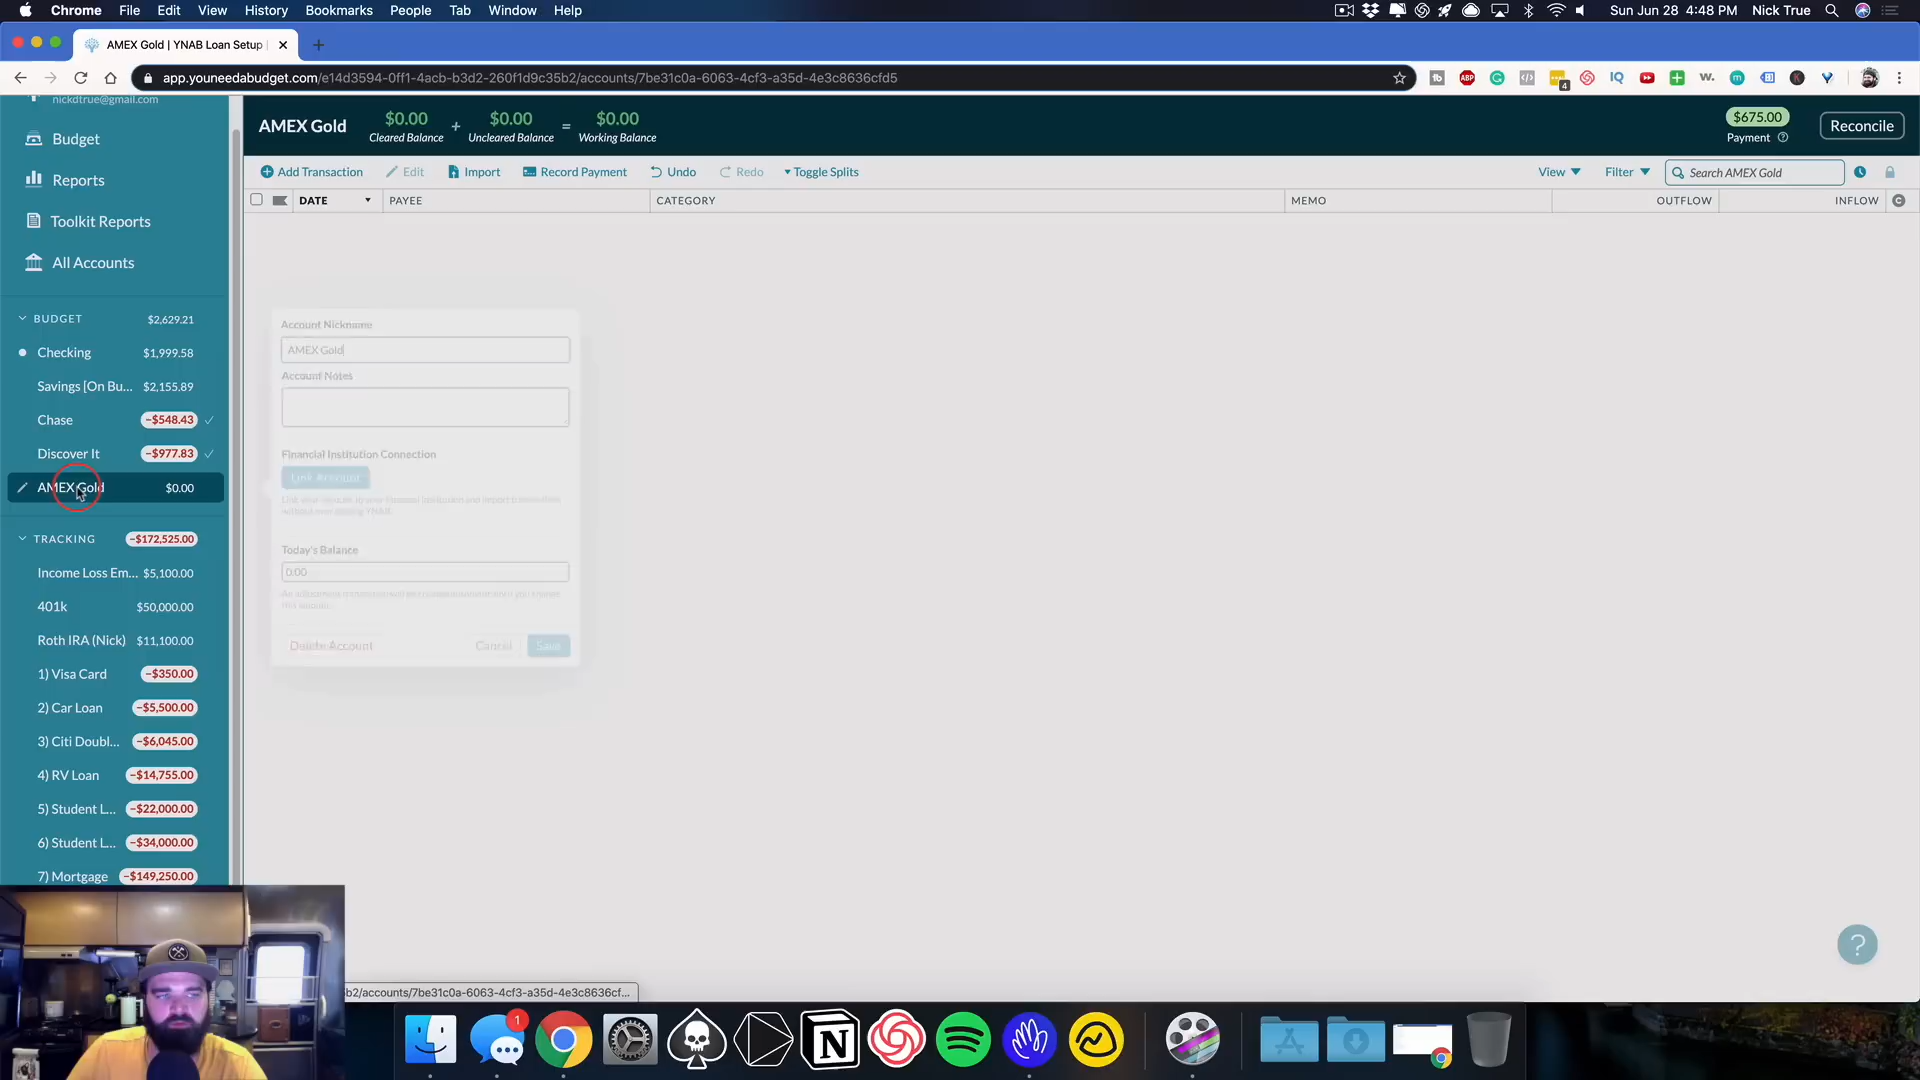 Chrome File Edit View History Bookmarks People Tab Window Help
Sun Jun 28 4:48 PM Nick True
AMEX Gold | YNAB Loan Setup |
app.youneedabudget.com/e14d3594-0ff1-4acb-b3d2-260f1d9c35b2/accounts/7be31c0a-6063-4cf3-a35d-4e3c8636cfd5
nickdtrue@gmail.com
Budget
Reports
Toolkit Reports
All Accounts
BUDGET $2,629.21
Checking $1,999.58
Savings [On Bu... $2,155.89
Chase -$548.43
Discover It -$977.83
AMEX Gold $0.00
TRACKING -$172,525.00
Income Loss Em... $5,100.00
401k $50,000.00
Roth IRA (Nick) $11,100.00
1) Visa Card -$350.00
2) Car Loan -$5,500.00
3) Citi Doubl... -$6,045.00
4) RV Loan -$14,755.00
5) Student L... -$22,000.00
6) Student L... -$34,000.00
7) Mortgage -$149,250.00
AMEX Gold
$0.00 + $0.00 = $0.00
Cleared Balance Uncleared Balance Working Balance
$675.00
Payment ?
Reconcile
Add Transaction Edit Import Record Payment Undo Redo Toggle Splits
View Filter Search AMEX Gold
DATE PAYEE CATEGORY MEMO OUTFLOW INFLOW C
Account Nickname
AMEX Gold
Account Notes
Financial Institution Connection
Link Account
Today's Balance
0.00
Delete Account Cancel Save
?
b2/accounts/7be31c0a-6063-4cf3-a35d-4e3c8636cf...